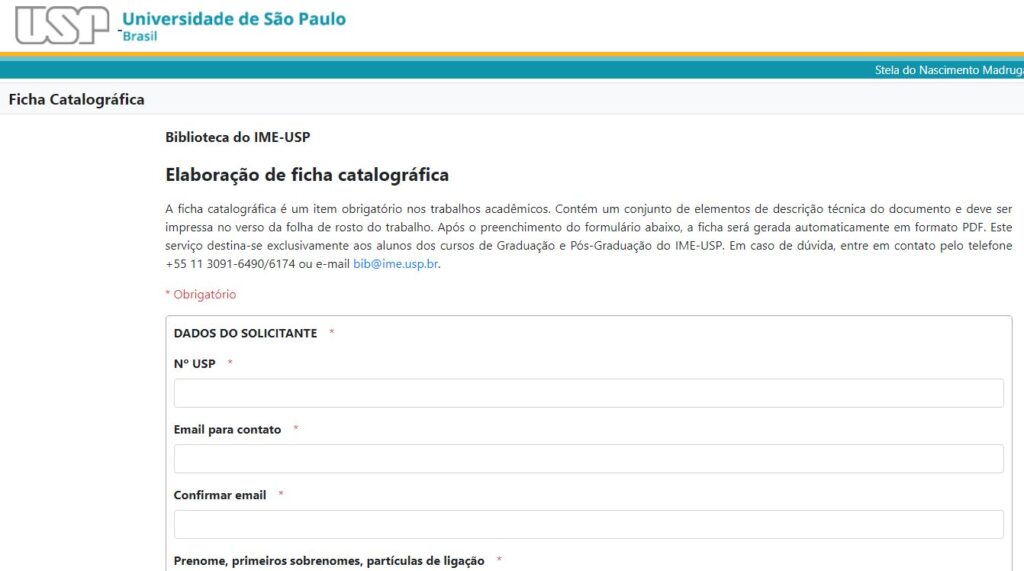 USP Universidade de São Paulo
Brasil
Stela do Nascimento Madruga
Ficha Catalográfica
Biblioteca do IME-USP
Elaboração de ficha catalográfica
A ficha catalográfica é um item obrigatório nos trabalhos acadêmicos. Contém um conjunto de elementos de descrição técnica do documento e deve ser
impressa no verso da folha de rosto do trabalho. Após o preenchimento do formulário abaixo, a ficha será gerada automaticamente em formato PDF. Este
serviço destina-se exclusivamente aos alunos dos cursos de Graduação e Pós-Graduação do IME-USP. Em caso de dúvida, entre em contato pelo telefone
+55 11 3091-6490/6174 ou e-mail bib@ime.usp.br.
* Obrigatório
DADOS DO SOLICITANTE *
Nº USP *
Email para contato *
Confirmar email *
Prenome, primeiros sobrenomes, partículas de ligação *